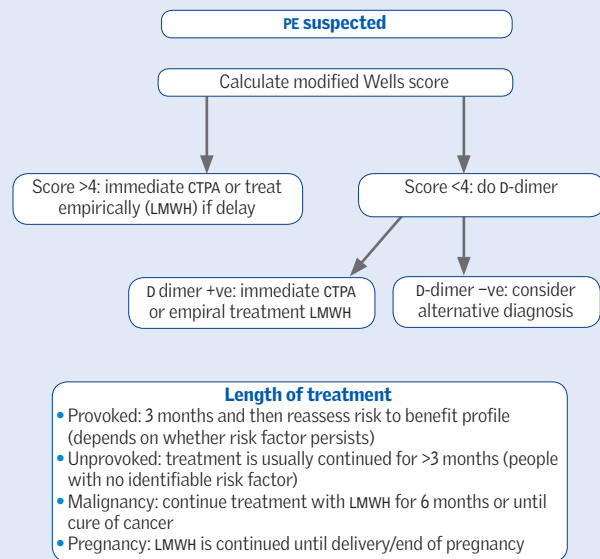 PE suspected
Calculate modified Wells score
Score >4: immediate CTPA or treat
empirically (LMWH) if delay
Score <4: do D-dimer
D dimer +ve: immediate CTPA
or empiral treatment LMWH
D-dimer −ve: consider
alternative diagnosis
Length of treatment
• Provoked: 3 months and then reassess risk to benefit profile
(depends on whether risk factor persists)
• Unprovoked: treatment is usually continued for >3 months (people
with no identifiable risk factor)
• Malignancy: continue treatment with LMWH for 6 months or until
cure of cancer
• Pregnancy: LMWH is continued until delivery/end of pregnancy